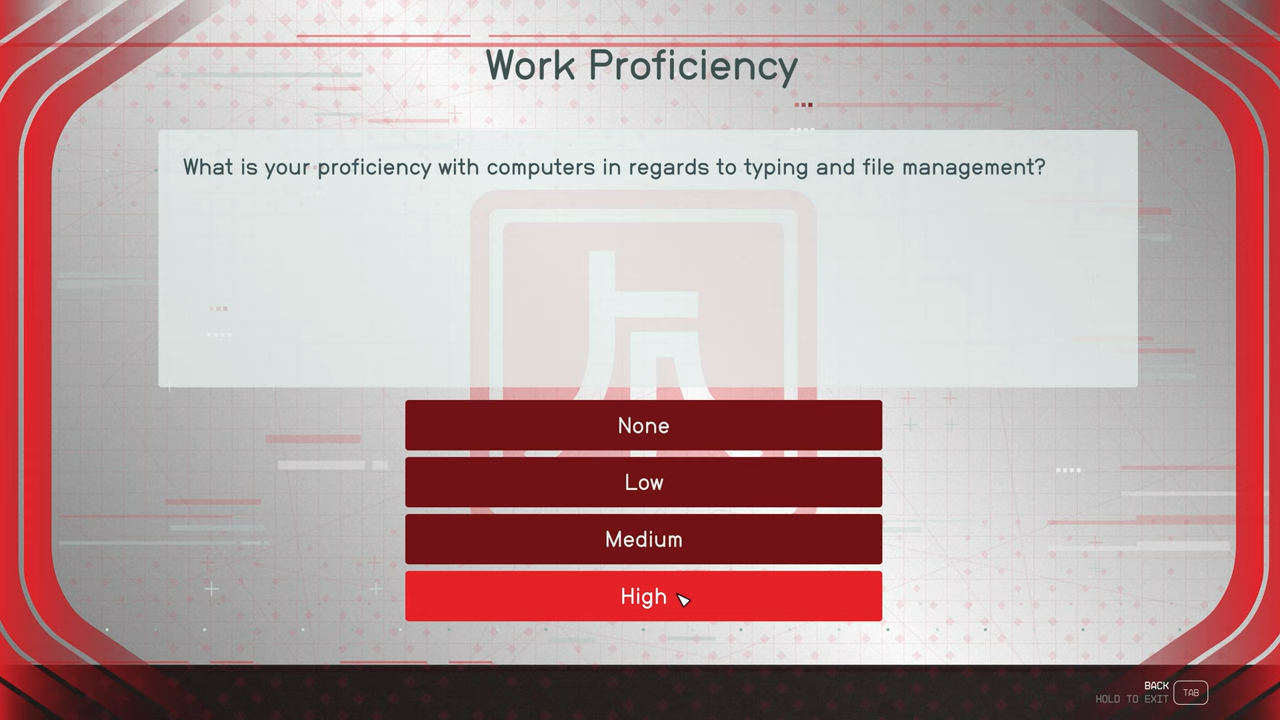 Work Proficiency
What is your proficiency with computers in regards to typing and file management?
None
Low
Medium
High
BACK
HOLD TO EXIT
TAB